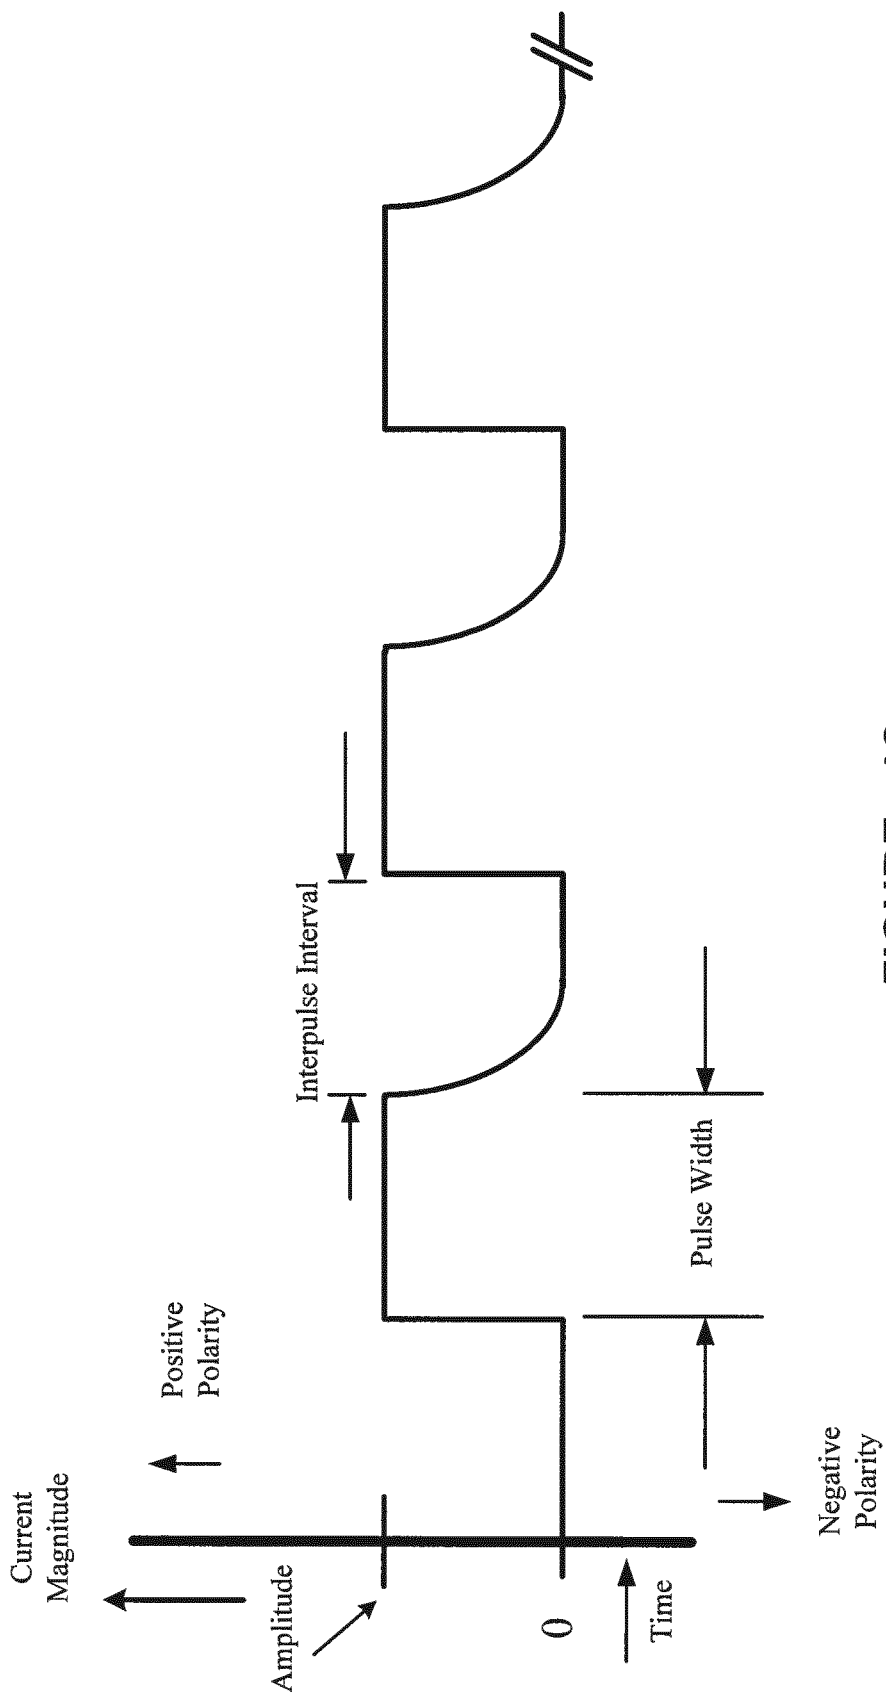 Current
Magnitude
Positive
Polarity
Amplitude
0
Time
Negative
Polarity
Interpulse Interval
Pulse Width